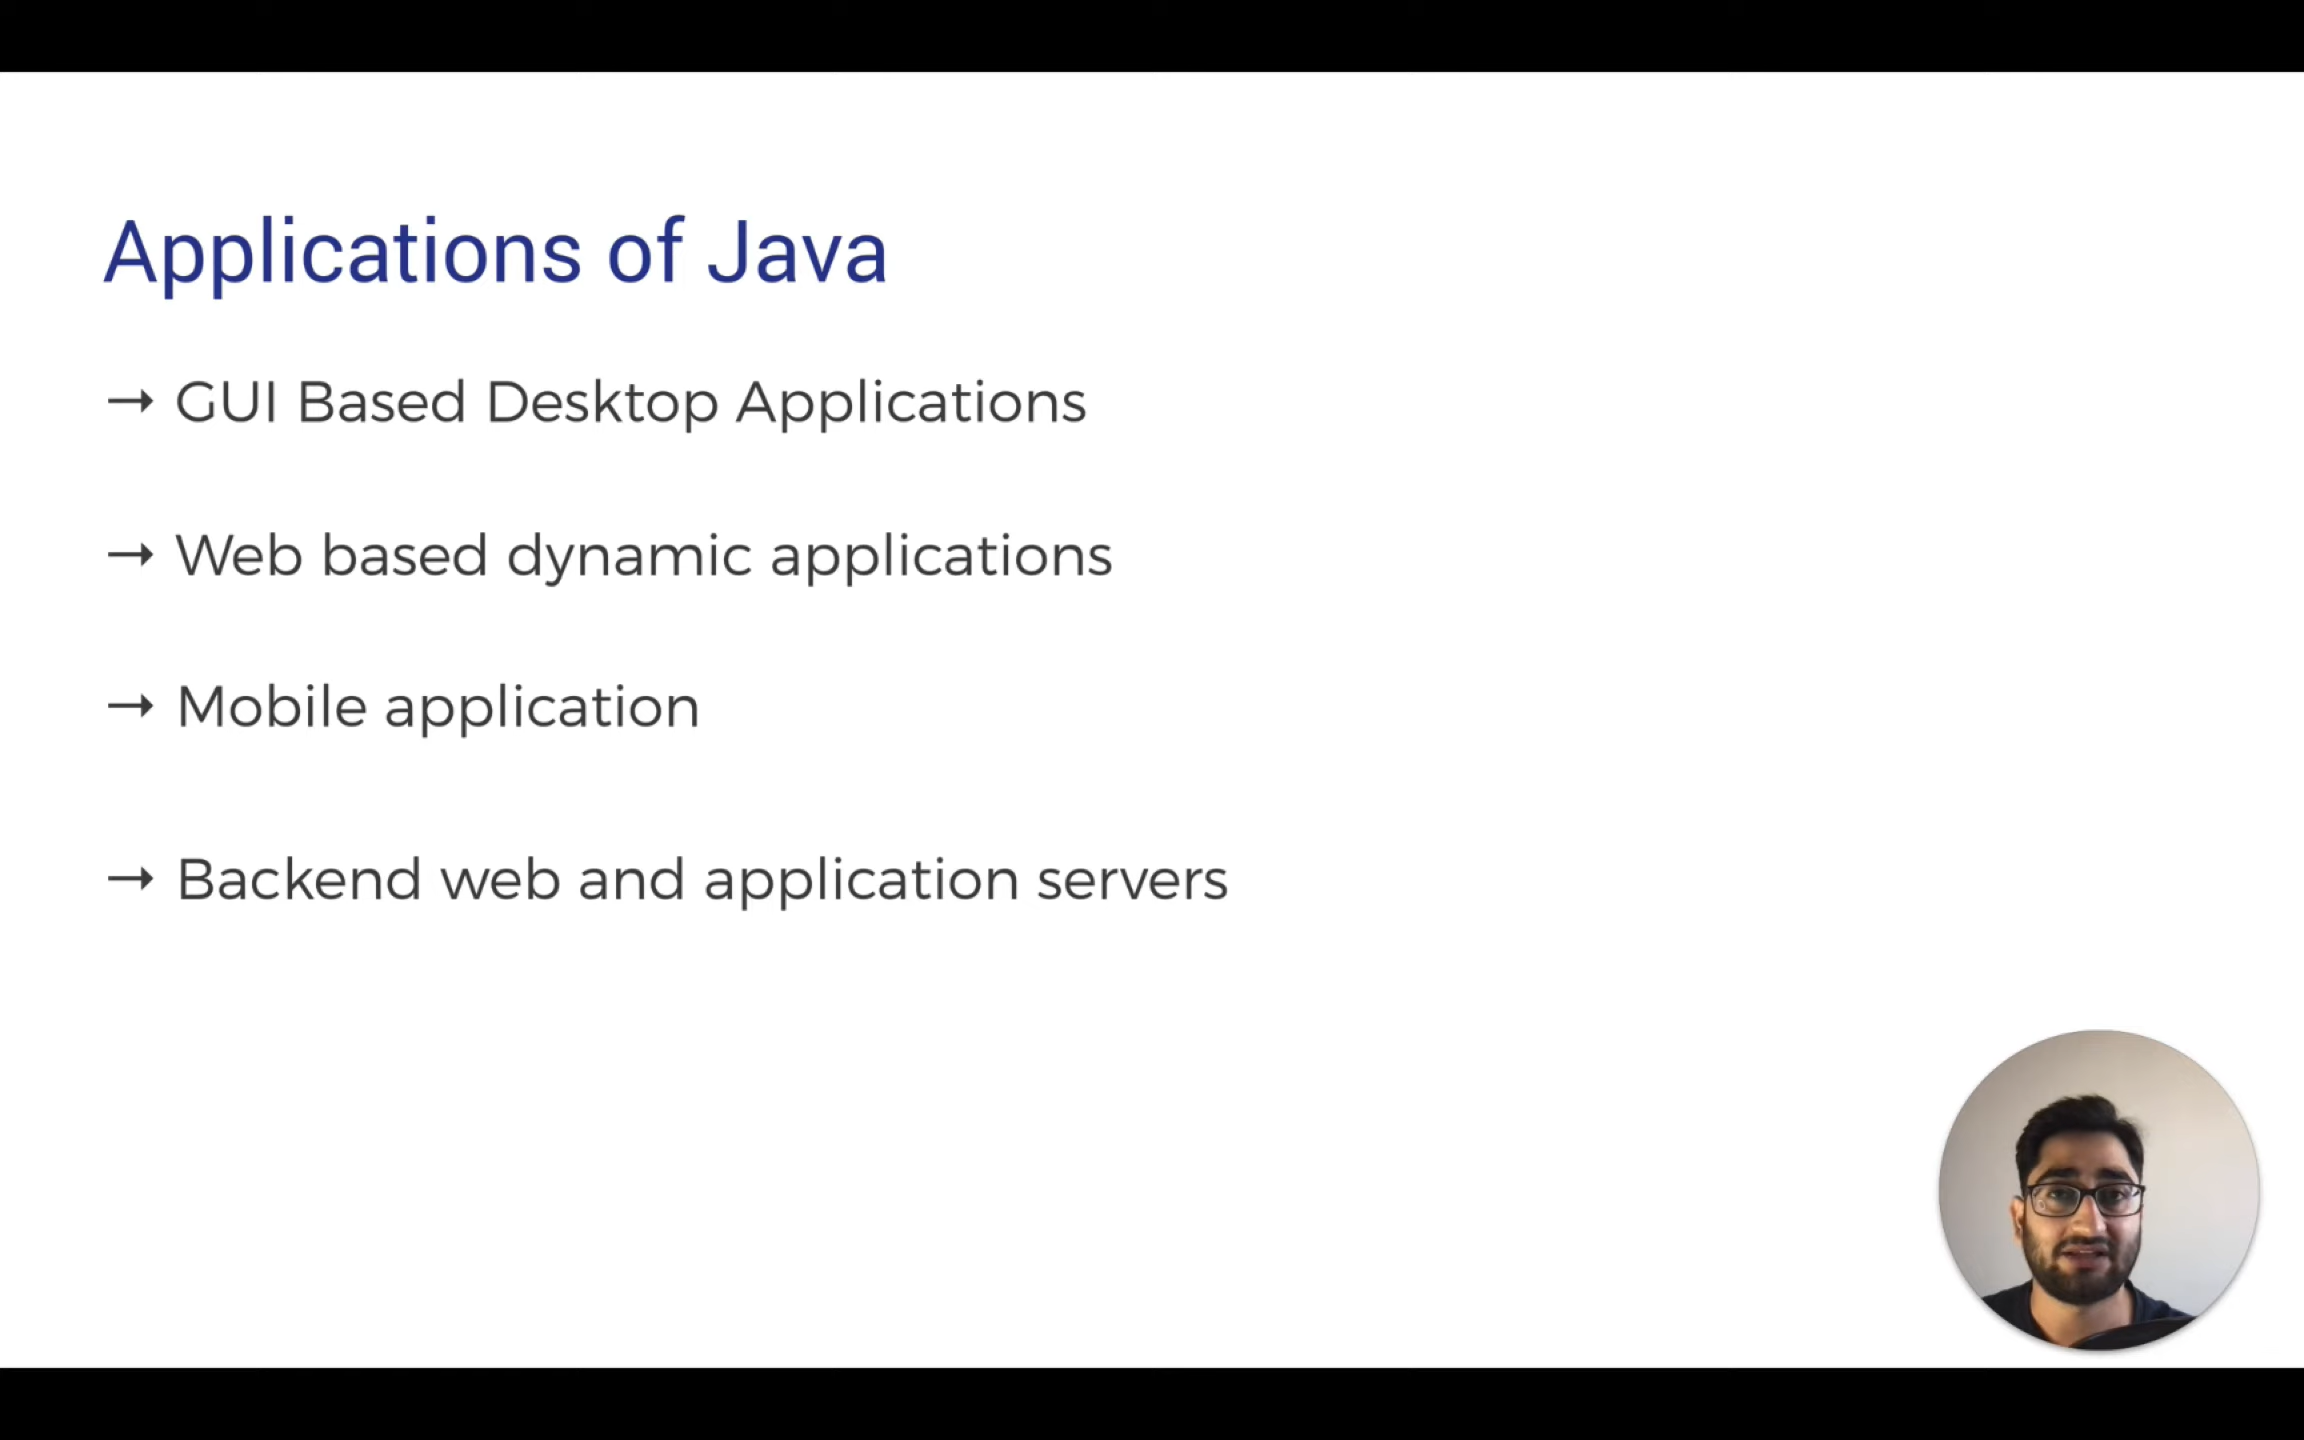 Applications of Java
→ GUI Based Desktop Applications
→ Web based dynamic applications
→ Mobile application
→ Backend web and application servers